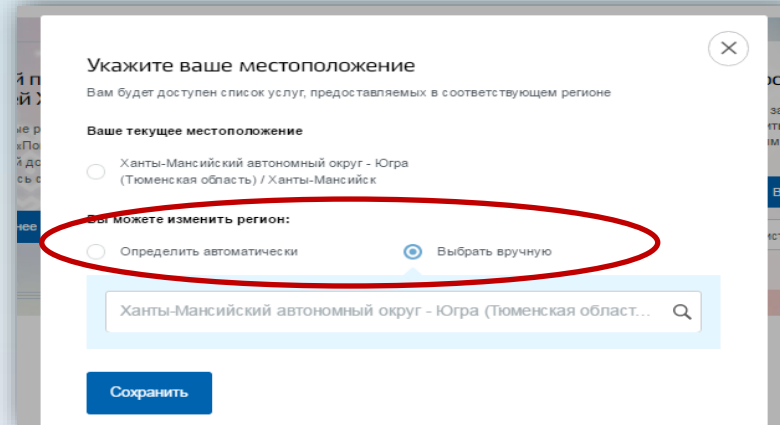 Укажите ваше местоположение
Вам будет доступен список услуг, предоставляемых в соответствующем регионе
Ваше текущее местоположение
Ханты-Мансийский автономный округ - Югра
(Тюменская область) / Ханты-Мансийск
Вы можете изменить регион:
Определить автоматически
Выбрать вручную
Ханты-Мансийский автономный округ - Югра (Тюменская област...
Сохранить